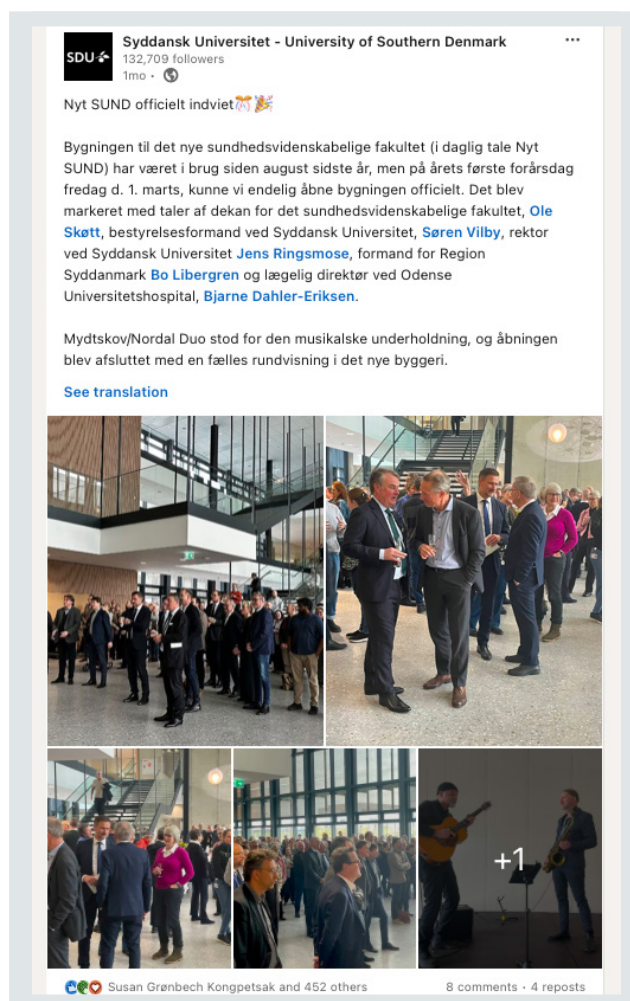 SDU
Syddansk Universitet - University of Southern Denmark
132,709 followers
1mo •
Nyt SUND officielt indviet🎊🎉
Bygningen til det nye sundhedsvidenskabelige fakultet (i daglig tale Nyt
SUND) har været i brug siden august sidste år, men på årets første forårsdag
fredag d. 1. marts, kunne vi endelig åbne bygningen officielt. Det blev
markeret med taler af dekan for det sundhedsvidenskabelige fakultet, Ole
Skøtt, bestyrelsesformand ved Syddansk Universitet, Søren Vilby, rektor
ved Syddansk Universitet Jens Ringsmose, formand for Region
Syddanmark Bo Libergren og lægelig direktør ved Odense
Universitetshospital, Bjarne Dahler-Eriksen.
Mydtskov/Nordal Duo stod for den musikalske underholdning, og åbningen
blev afsluttet med en fælles rundvisning i det nye byggeri.
See translation
+1
Susan Grønbech Kongpetsak and 452 others
8 comments • 4 reposts